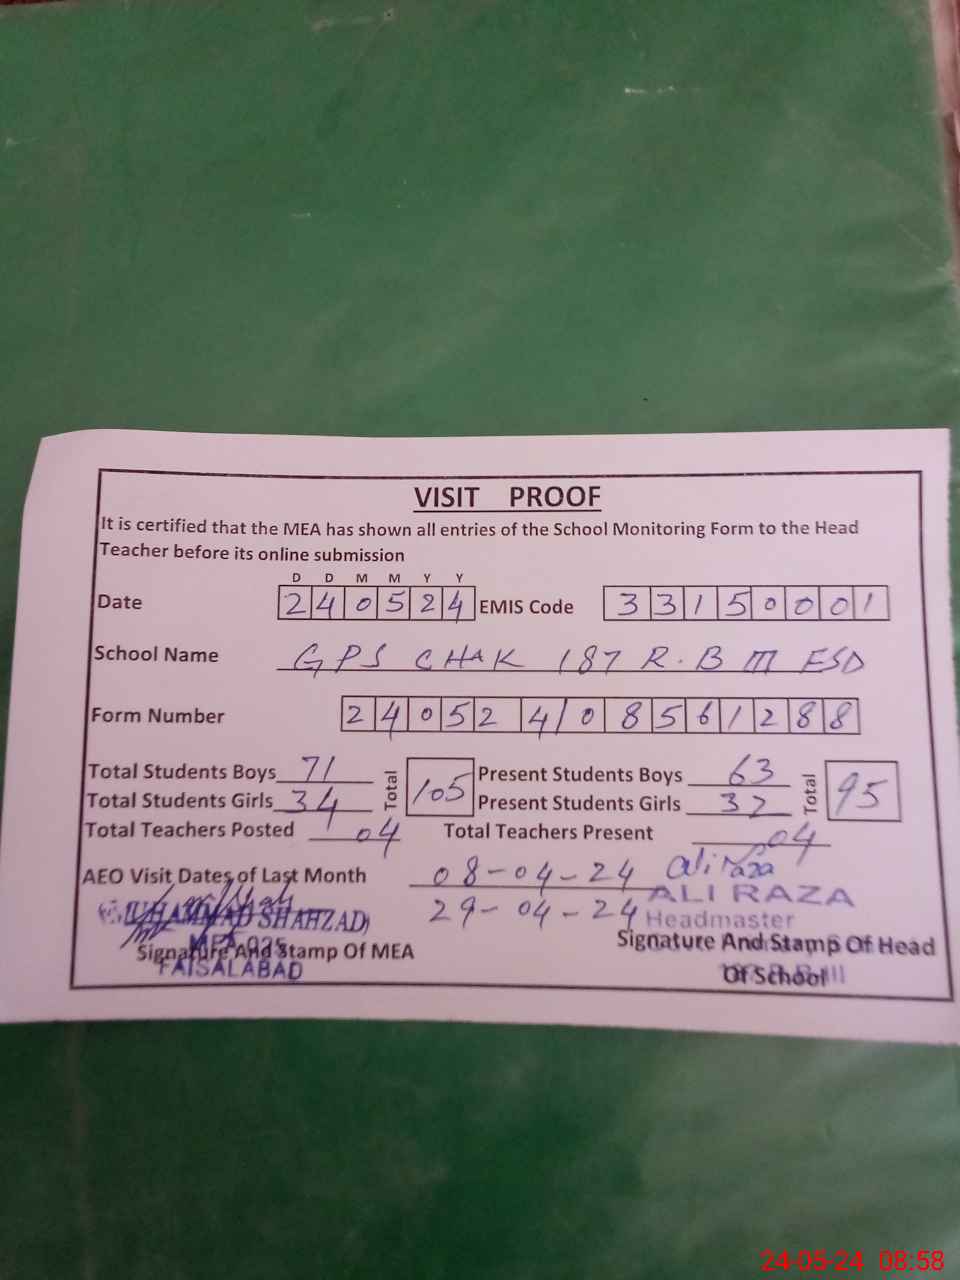 VISIT PROOF
It is certified that the MEA has shown all entries of the School Monitoring Form to the Head
Teacher before its online submission
D D M M Y Y
Date 2 4 0 5 2 4 EMIS Code 3 3 1 5 0 0 0 1
School Name GPS CHAK 187 R.B III FSD
Form Number 2 4 0 5 2 4 1 0 8 5 6 1 2 8 8
Total Students Boys 71 Total 105 Present Students Boys 63 Total 95
Total Students Girls 34 Present Students Girls 32
Total Teachers Posted 04 Total Teachers Present 04
AEO Visit Dates of Last Month 08-04-24 Ali Raza
29-04-24 ALI RAZA
MUHAMMAD SHAHZAD Headmaster
Signature And Stamp Of MEA Signature And Stamp Of Head
FAISALABAD Of School
24-05-24 08:58